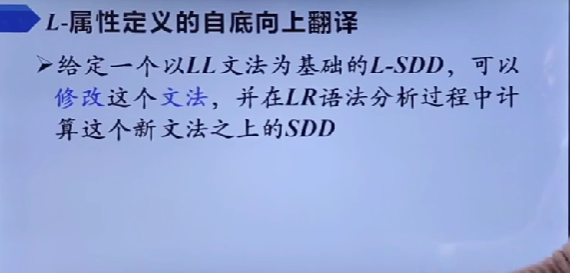 L-属性定义的自底向上翻译
➢给定一个以LL文法为基础的L-SDD，可以
修改这个文法，并在LR语法分析过程中计
算这个新文法之上的SDD